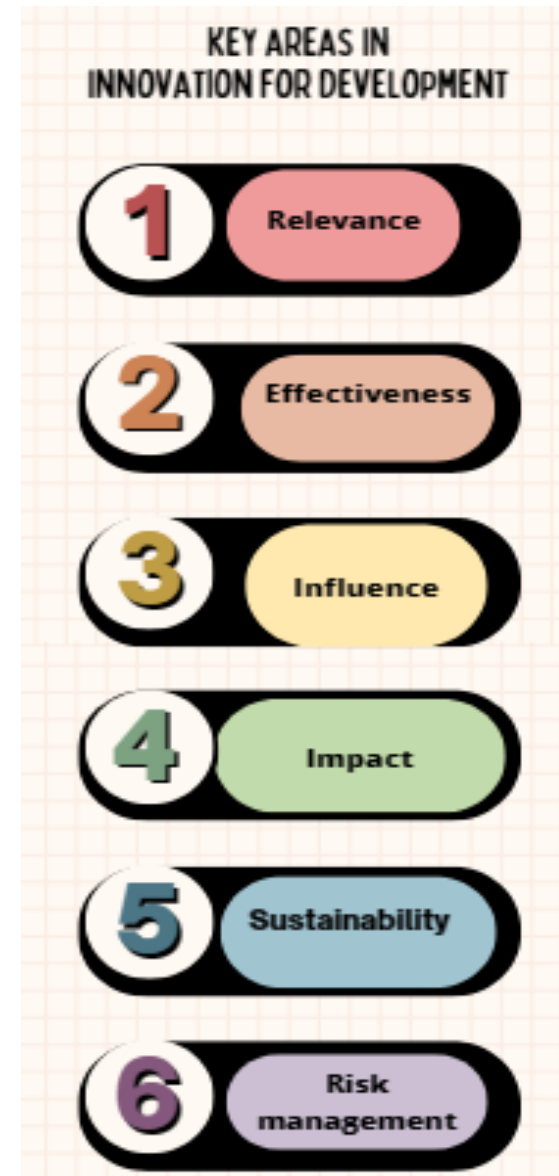 KEY AREAS IN
INNOVATION FOR DEVELOPMENT
1
Relevance
2
Effectiveness
3
Influence
4
Impact
5
Sustainability
6
Risk
management